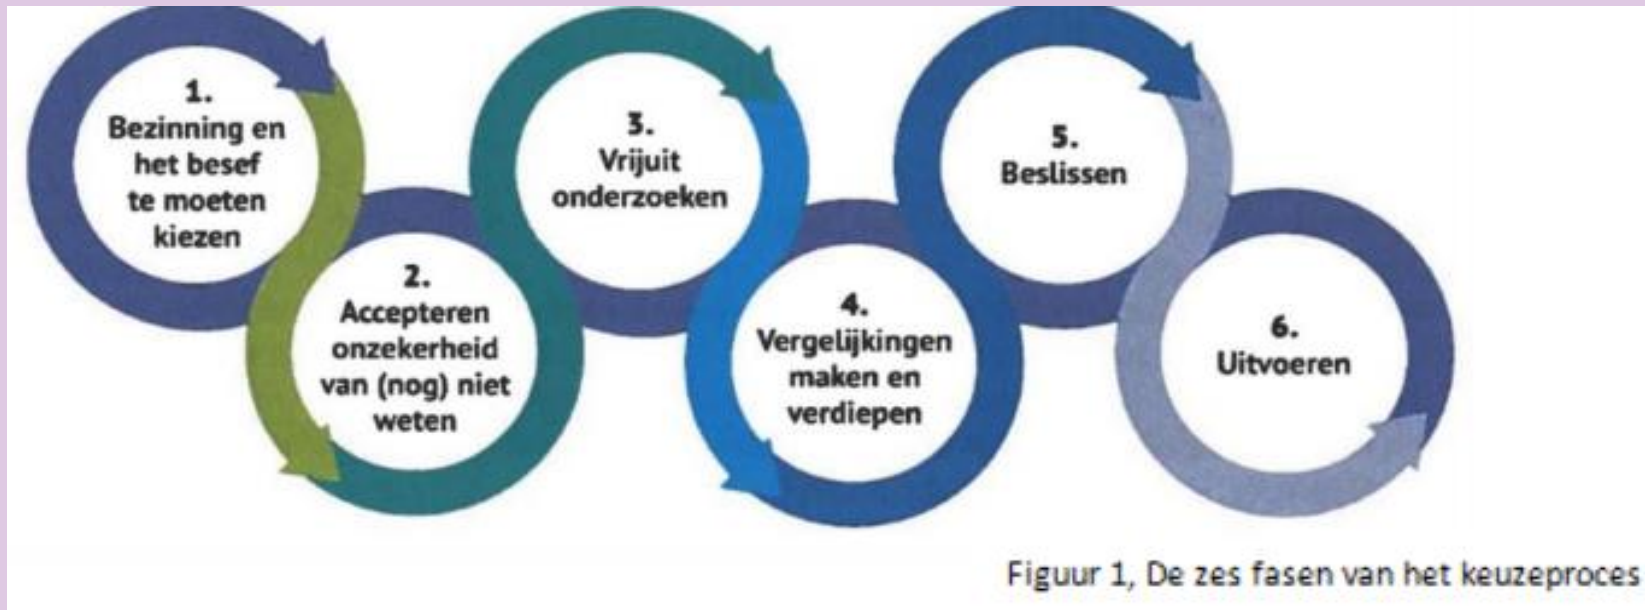 1.
Bezinning en
het besef
te moeten
kiezen
2.
Accepteren
onzekerheid
van (nog) niet
weten
3.
Vrijuit
onderzoeken
4.
Vergelijkingen
maken en
verdiepen
5.
Beslissen
6.
Uitvoeren
Figuur 1, De zes fasen van het keuzeproces